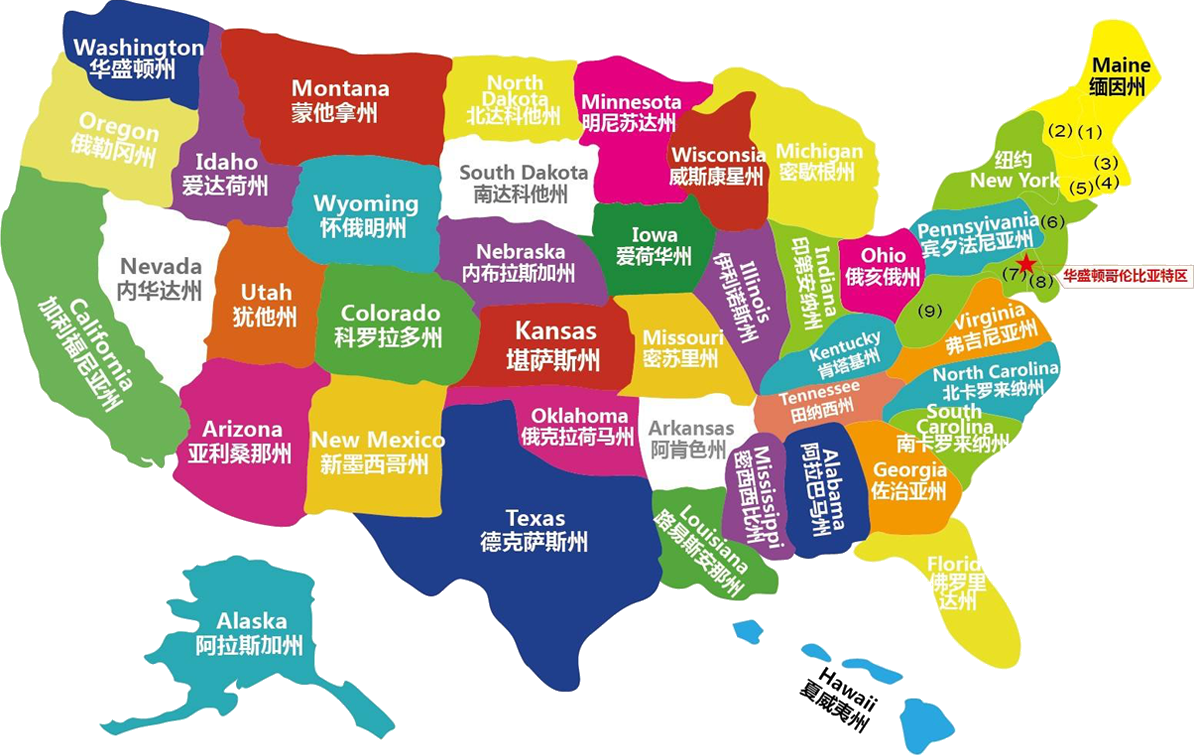 Washington
华盛顿州
Oregon
俄勒冈州
California
加利福尼亚州
Nevada
内华达州
Idaho
爱达荷州
Montana
蒙他拿州
Wyoming
怀俄明州
Utah
犹他州
Colorado
科罗拉多州
Arizona
亚利桑那州
New Mexico
新墨西哥州
North
Dakota
北达科他州
South Dakota
南达科他州
Nebraska
内布拉斯加州
Kansas
堪萨斯州
Oklahoma
俄克拉荷马州
Texas
德克萨斯州
Minnesota
明尼苏达州
Iowa
爱荷华州
Missouri
密苏里州
Arkansas
阿肯色州
Louisiana
路易斯安那州
Wisconsia
威斯康星州
Illinois
伊利诺斯州
Michigan
密歇根州
Indiana
印第安纳州
Ohio
俄亥俄州
Kentucky
肯塔基州
Tennessee
田纳西州
Mississippi
密西西比州
Alabama
阿拉巴马州
Georgia
佐治亚州
Florid
佛罗里
达州
South
Carolina
南卡罗来纳州
North Carolina
北卡罗来纳州
Virginia
弗吉尼亚州
(9)
Pennsyivania
宾夕法尼亚州
纽约
New York
Maine
缅因州
(2)
(1)
(3)
(5)
(4)
(6)
(7)
(8)
华盛顿哥伦比亚特区
Alaska
阿拉斯加州
Hawaii
夏威夷州